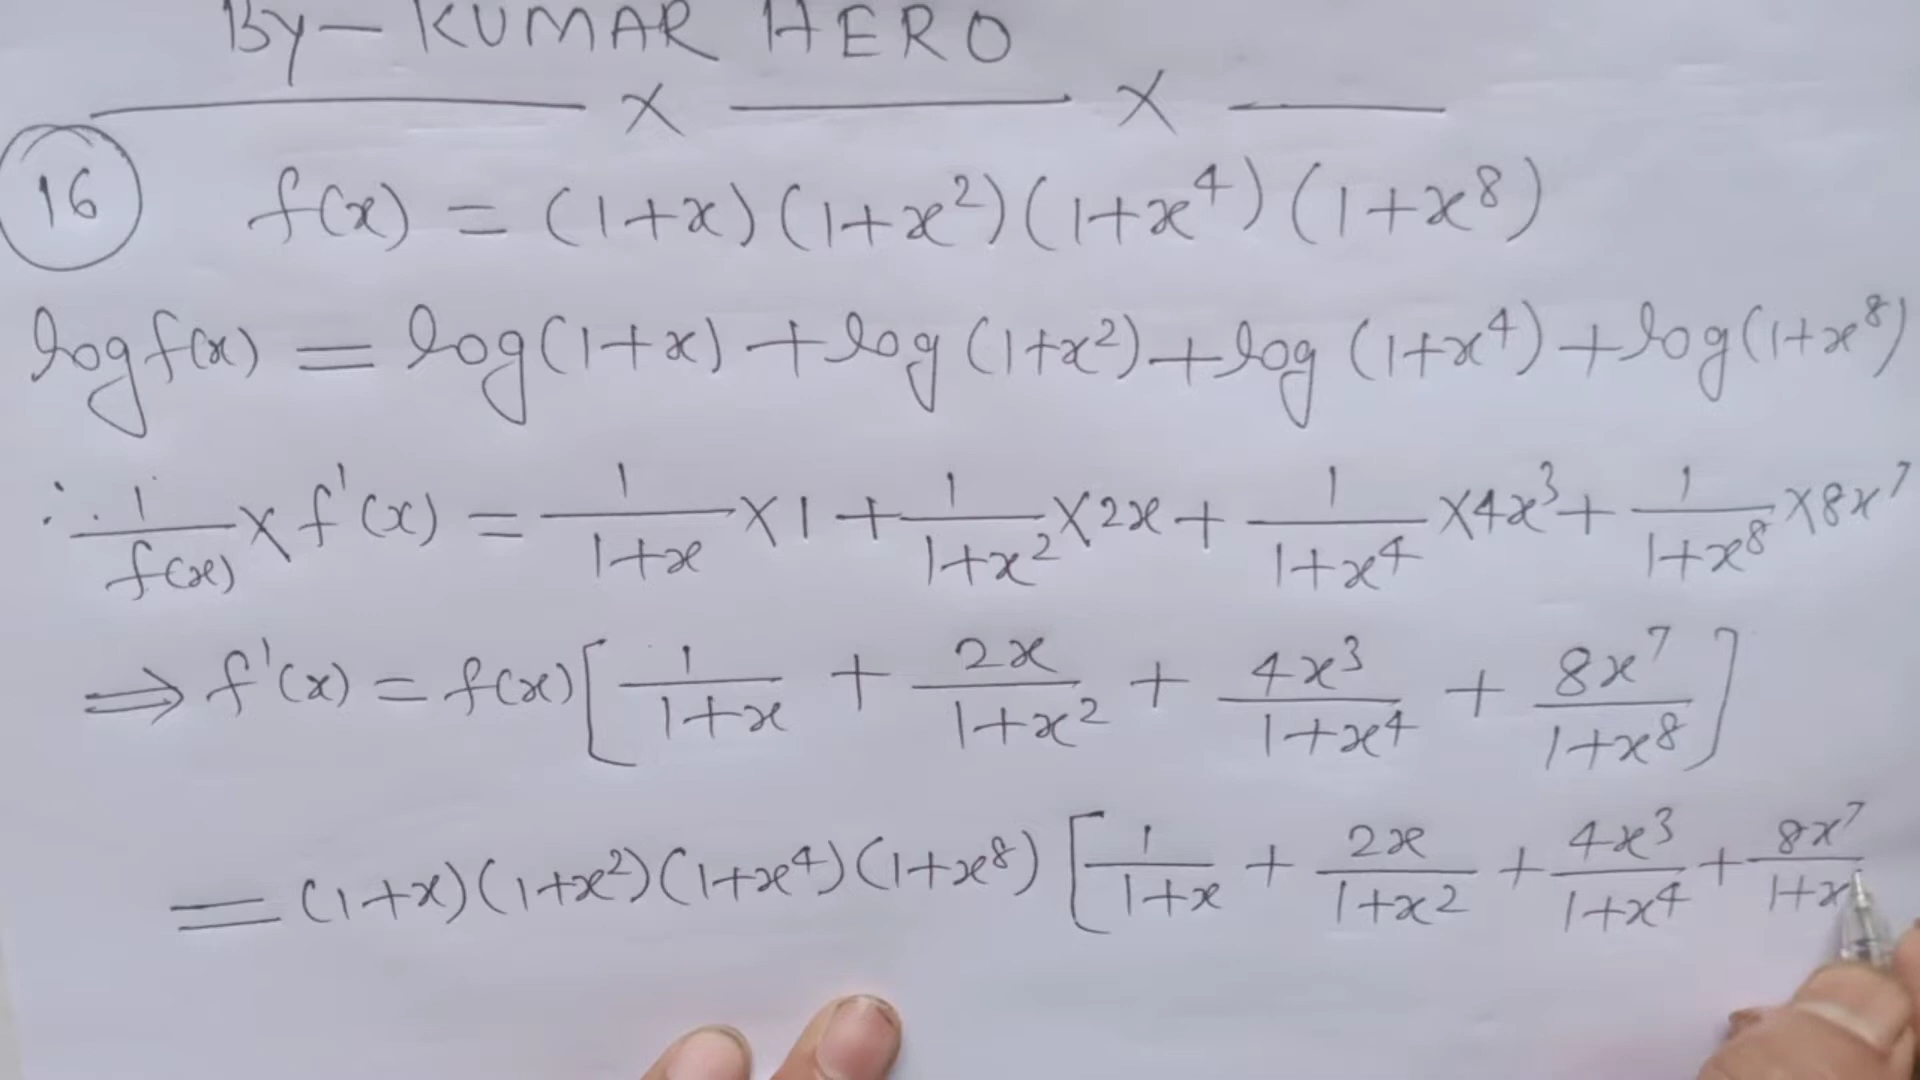 By - KUMAR HERO
x x
16 f(x) = (1+x)(1+x²)(1+x⁴)(1+x⁸)
log f(x) = log(1+x) + log(1+x²) + log(1+x⁴) + log(1+x⁸)
∴ 1/f(x) × f'(x) = 1/(1+x) × 1 + 1/(1+x²) × 2x + 1/(1+x⁴) × 4x³ + 1/(1+x⁸) × 8x⁷
⇒ f'(x) = f(x) [1/(1+x) + 2x/(1+x²) + 4x³/(1+x⁴) + 8x⁷/(1+x⁸)]
= (1+x)(1+x²)(1+x⁴)(1+x⁸) [1/(1+x) + 2x/(1+x²) + 4x³/(1+x⁴) + 8x⁷/(1+x